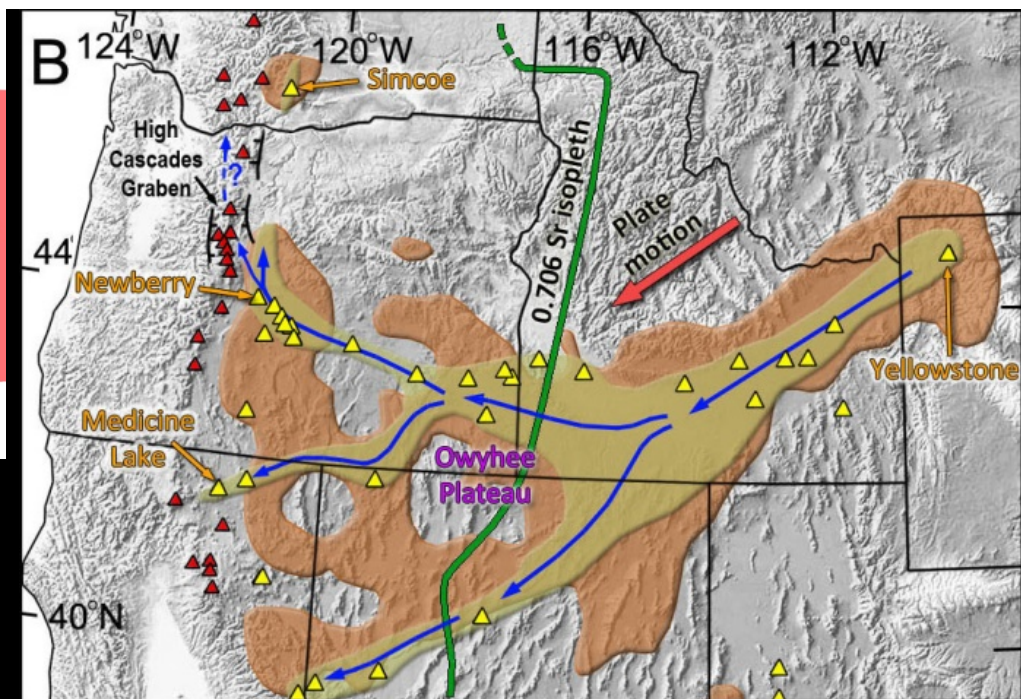 B
124°W
120°W
116°W
112°W
Simcoe
High
Cascades
Graben
?
0.706 Sr isopleth
Plate
motion
44°
Newberry
Yellowstone
Medicine
Lake
Owyhee
Plateau
40°N